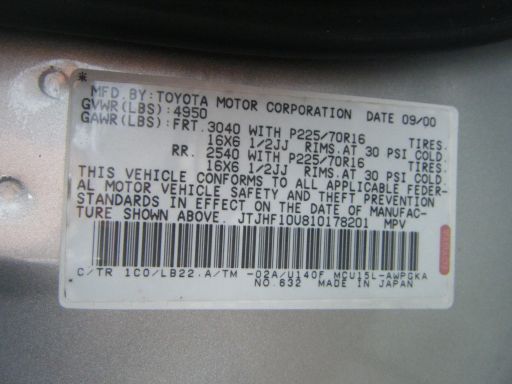 MFD. BY: TOYOTA MOTOR CORPORATION DATE 09/00
GVWR(LBS): 4950
GAWR(LBS): FRT. 3040 WITH P225/70R16 TIRES.
16X6 1/2JJ RIMS. AT 30 PSI COLD.
RR. 2540 WITH P225/70R16 TIRES.
16X6 1/2JJ RIMS. AT 30 PSI COLD.
THIS VEHICLE CONFORMS TO ALL APPLICABLE FEDER-
AL MOTOR VEHICLE SAFETY AND THEFT PREVENTION
STANDARDS IN EFFECT ON THE DATE OF MANUFAC-
TURE SHOWN ABOVE. JTJHF10U810178201 MPV
C/TR 1C0/LB22.A/TM -02A/U140F MCU15L-AWPGKA
NO.632 MADE IN JAPAN